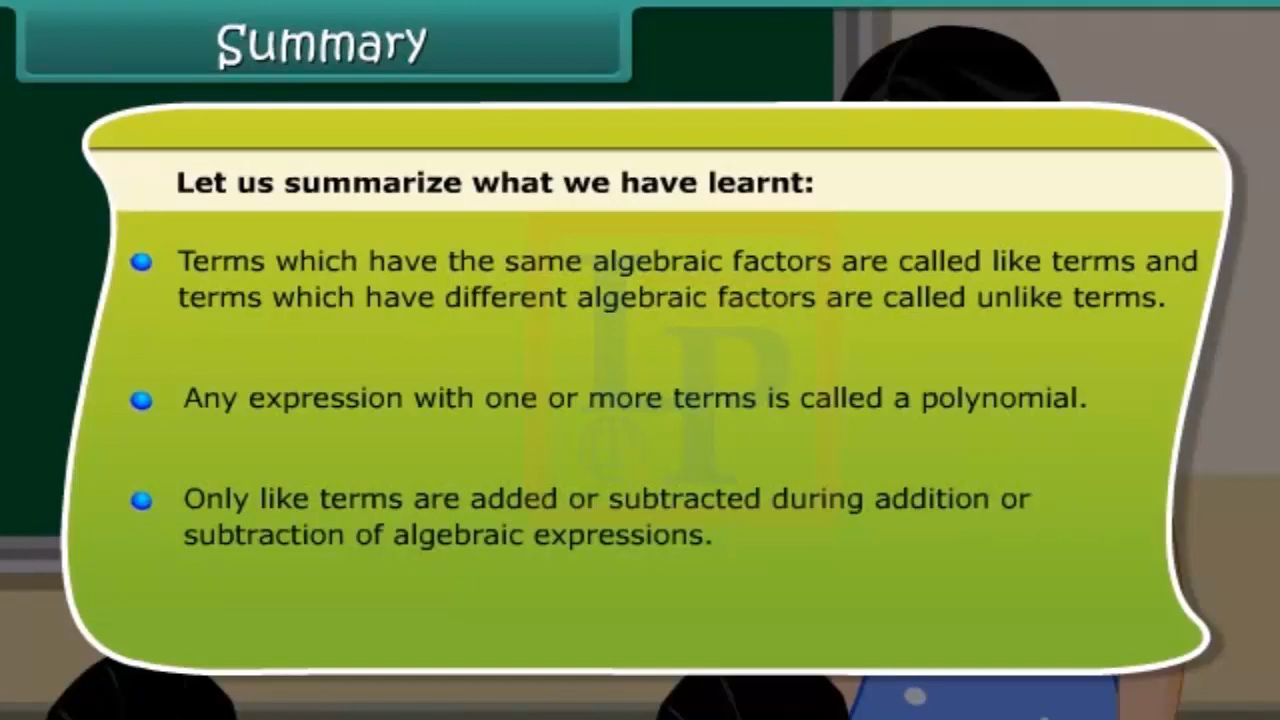 Summary
Let us summarize what we have learnt:
Terms which have the same algebraic factors are called like terms and
terms which have different algebraic factors are called unlike terms.
Any expression with one or more terms is called a polynomial.
Only like terms are added or subtracted during addition or
subtraction of algebraic expressions.